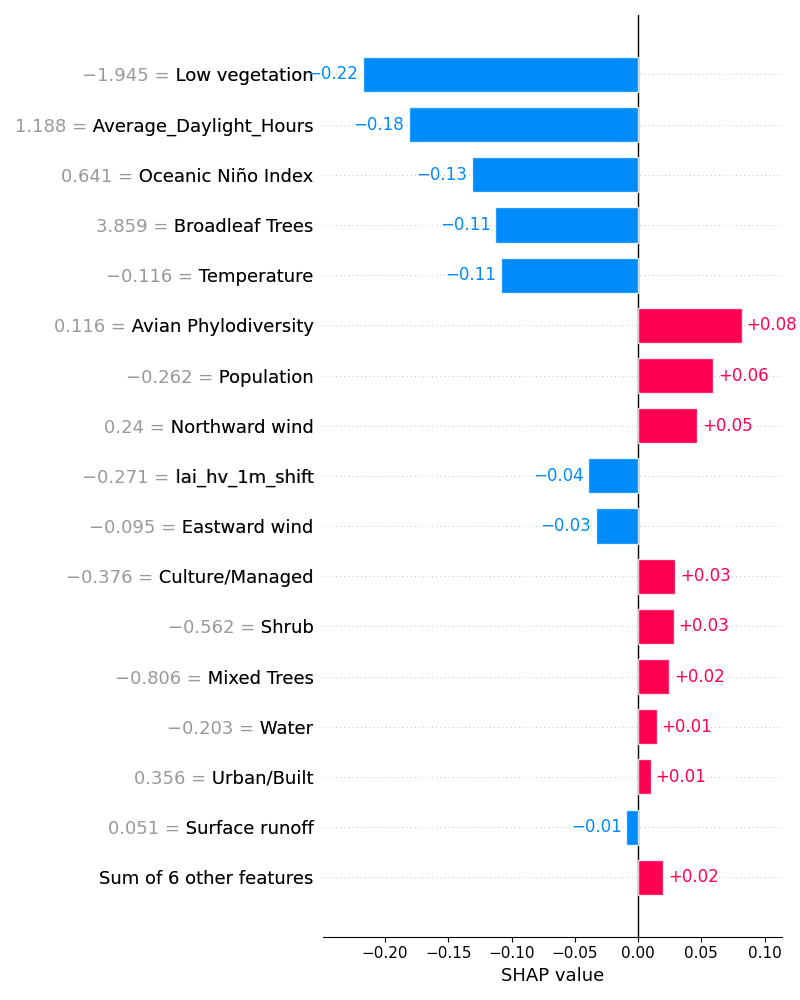 −1.945 = Low vegetation −0.22
1.188 = Average_Daylight_Hours −0.18
0.641 = Oceanic Niño Index −0.13
3.859 = Broadleaf Trees −0.11
−0.116 = Temperature −0.11
0.116 = Avian Phylodiversity +0.08
−0.262 = Population +0.06
0.24 = Northward wind +0.05
−0.271 = lai_hv_1m_shift −0.04
−0.095 = Eastward wind −0.03
−0.376 = Culture/Managed +0.03
−0.562 = Shrub +0.03
−0.806 = Mixed Trees +0.02
−0.203 = Water +0.01
0.356 = Urban/Built +0.01
0.051 = Surface runoff −0.01
Sum of 6 other features +0.02
−0.20 −0.15 −0.10 −0.05 0.00 0.05 0.10
SHAP value